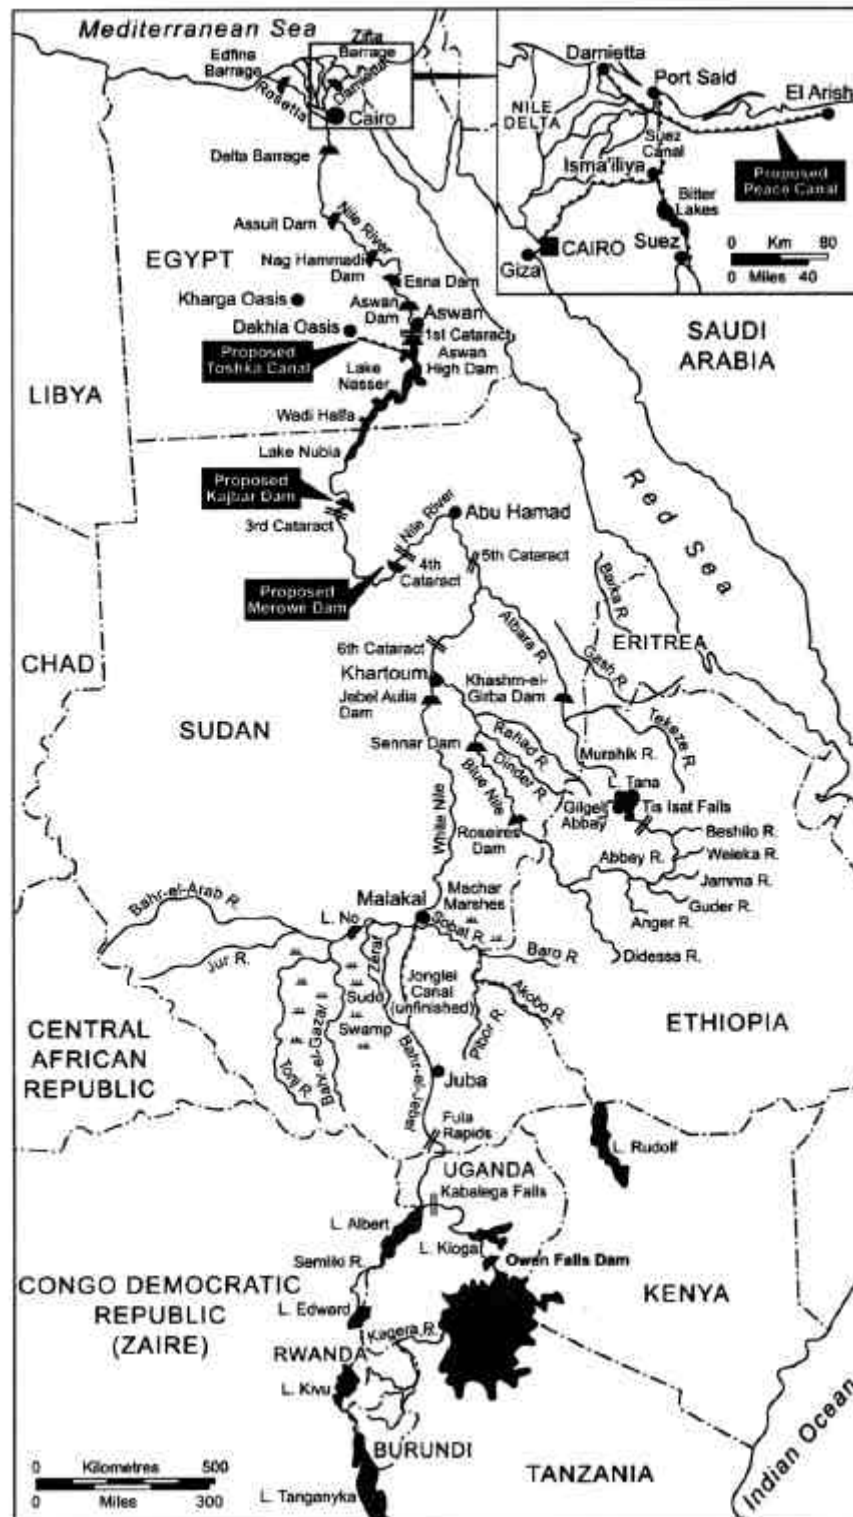 Mediterranean Sea
Zifta
Barrage
Edfina
Barrage
Rosetta
Damietta
Cairo
Delta Barrage
Damietta
Port Said
El Arish
NILE
DELTA
Suez
Canal
Isma'iliya
Proposed
Peace Canal
Bitter
Lakes
CAIRO
Suez
Giza
0 Km 80
0 Miles 40
Assuit Dam
Nile River
EGYPT
Nag Hammadi
Dam
Esna Dam
Kharga Oasis
Aswan
Dam
Aswan
Dakhla Oasis
1st Cataract
Proposed
Toshka Canal
Aswan
High Dam
Lake
Nasser
SAUDI
ARABIA
LIBYA
Wadi Halfa
Lake Nubia
Proposed
Kajbar Dam
3rd Cataract
Nile River
Abu Hamad
Red Sea
4th
Cataract
5th Cataract
Proposed
Merowe Dam
Atbara R.
Barka R.
ERITREA
Gash R.
CHAD
6th Cataract
Khartoum
Khashm-el-
Girba Dam
Jebel Aulia
Dam
SUDAN
Sennar Dam
Rahad R.
Dinder R.
Tekeze R.
Murahik R.
Blue Nile
L. Tana
Gilgel
Abbay
Tis Isat Falls
White Nile
Roseires
Dam
Beshilo R.
Abbay R.
Weleka R.
Jamma R.
Guder R.
Anger R.
Didessa R.
Machar
Marshes
Malakal
Bahr-el-Arab R.
L. No
Sobat R.
Jur R.
Zeraf
Baro R
Jonglei
Canal
(unfinished)
Sudd
Swamp
Akobo R.
Pibor R.
CENTRAL
AFRICAN
REPUBLIC
Tonj R.
Bahr-el-Gazal
Bahr-el-Jebel
ETHIOPIA
Juba
Fula
Rapids
L. Rudolf
UGANDA
Kabalega Falls
L. Albert
L. Kioga
Semliki R.
Owen Falls Dam
CONGO DEMOCRATIC
REPUBLIC
(ZAIRE)
KENYA
L. Edward
Kagera R.
RWANDA
L. Kivu
BURUNDI
TANZANIA
Indian Ocean
L. Tanganyika
0 Kilometres 500
0 Miles 300